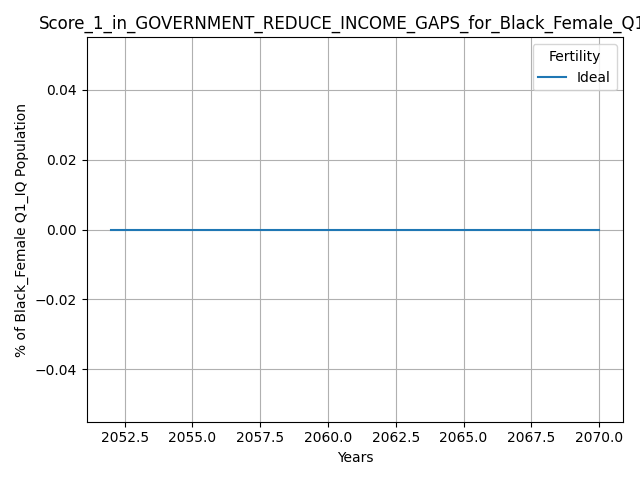 Score_1_in_GOVERNMENT_REDUCE_INCOME_GAPS_for_Black_Female_Q1
Fertility
Ideal
0.04
0.02
0.00
−0.02
−0.04
% of Black_Female Q1_IQ Population
2052.5 2055.0 2057.5 2060.0 2062.5 2065.0 2067.5 2070.0
Years